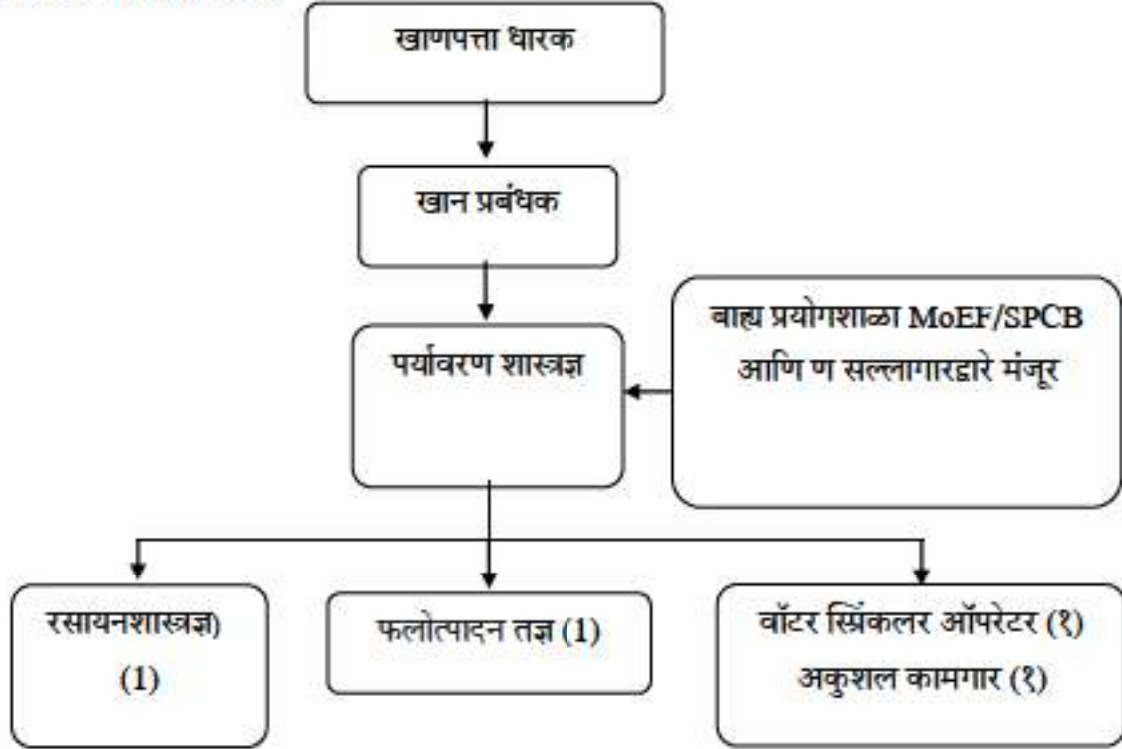 खाणपत्ता धारक
खान प्रबंधक
पर्यावरण शास्त्रज्ञ
बाह्य प्रयोगशाळा MoEF/SPCB
आणि ण सल्लागारद्वारे मंजूर
रसायनशास्त्रज्ञ)
(1)
फलोत्पादन तज्ञ (1)
वॉटर स्प्रिंकलर ऑपरेटर (१)
अकुशल कामगार (१)